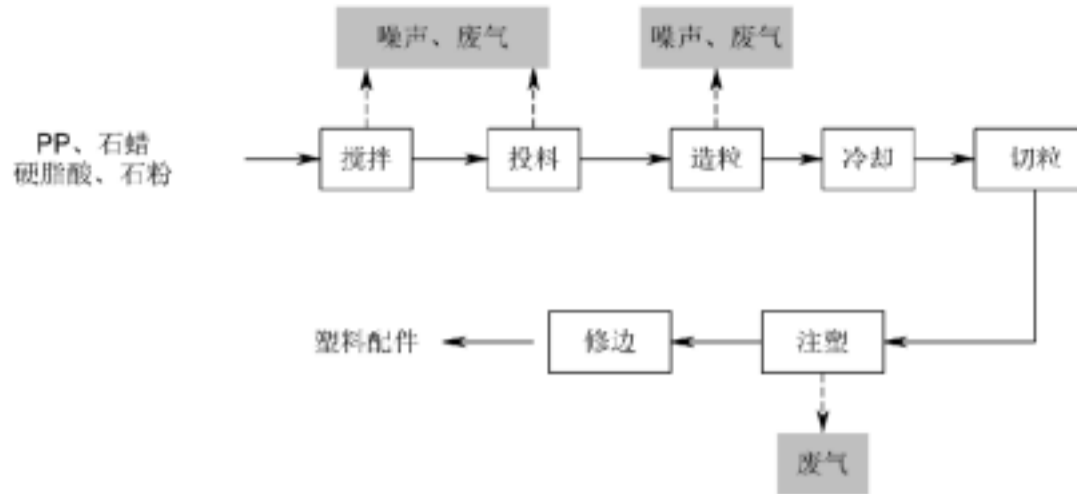 噪声、废气
噪声、废气
PP、石蜡
硬脂酸、石粉
搅拌
投料
造粒
冷却
切粒
塑料配件
修边
注塑
废气